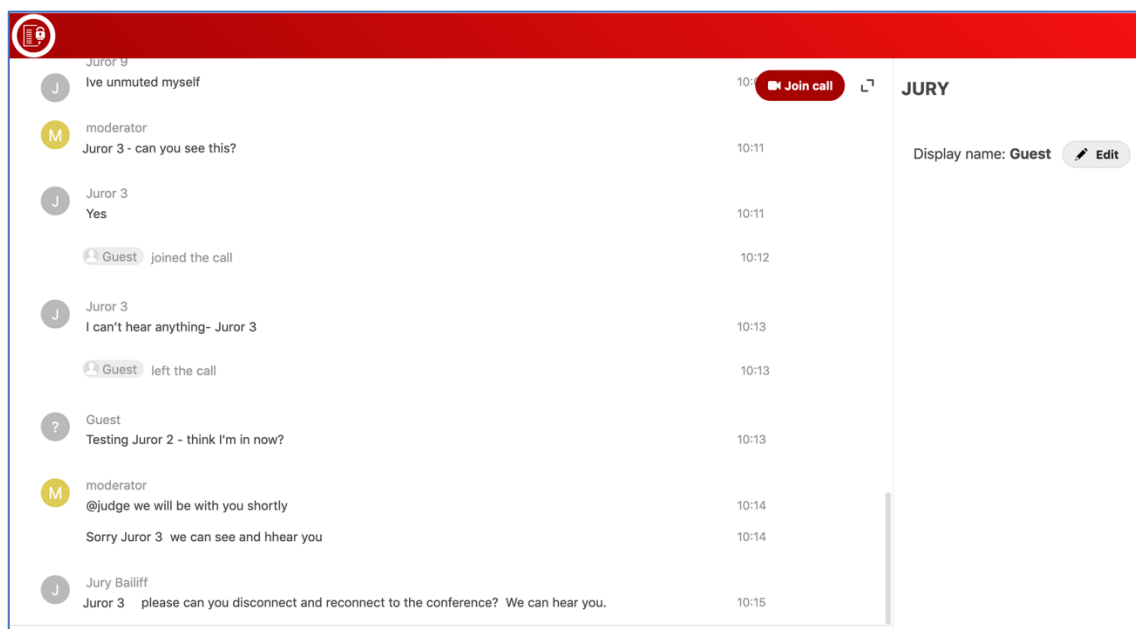 Juror 9
Ive unmuted myself 10:
Join call
JURY
M
moderator
Juror 3 - can you see this? 10:11
Display name: Guest Edit
J
Juror 3
Yes 10:11
Guest joined the call 10:12
J
Juror 3
I can't hear anything- Juror 3 10:13
Guest left the call 10:13
?
Guest
Testing Juror 2 - think I'm in now? 10:13
M
moderator
@judge we will be with you shortly 10:14
Sorry Juror 3 we can see and hhear you 10:14
J
Jury Bailiff
Juror 3 please can you disconnect and reconnect to the conference? We can hear you. 10:15